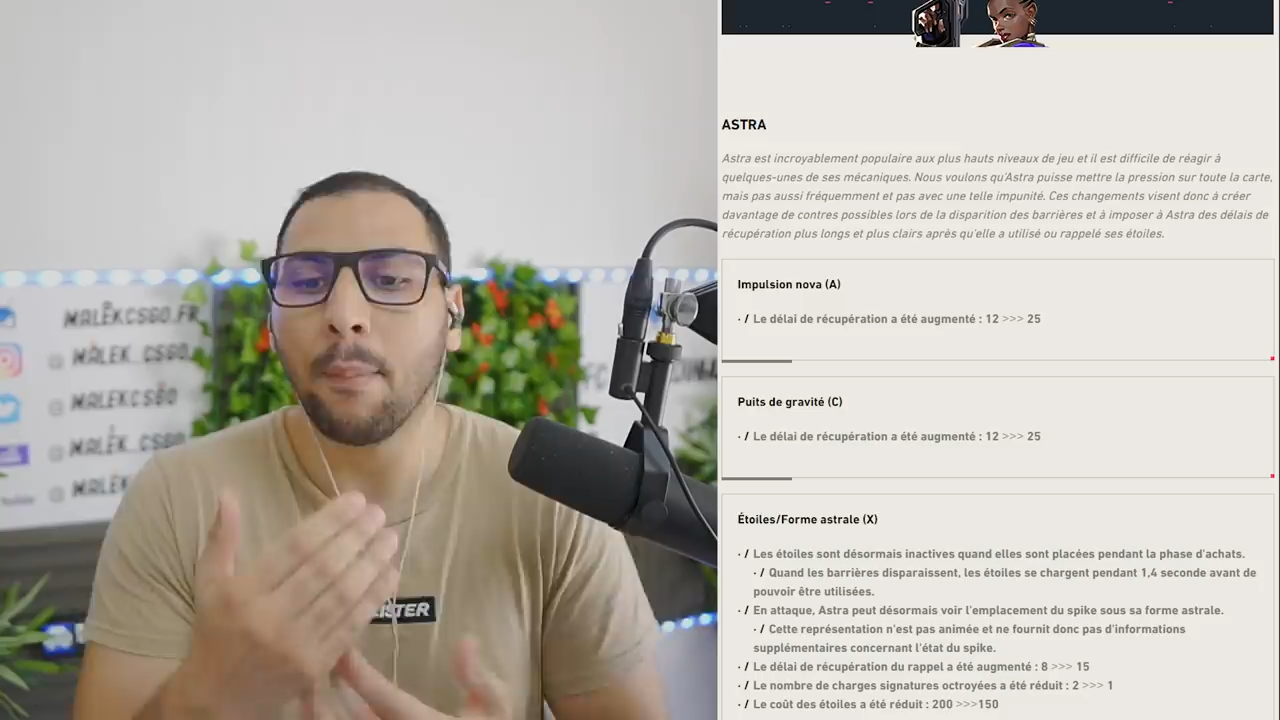 MALËKCSGO.FR
MALËK_CSGO
MALEKCSGO
MALËK_CSGO
MALËK
ASTRA
Astra est incroyablement populaire aux plus hauts niveaux de jeu et il est difficile de réagir à
quelques-unes de ses mécaniques. Nous voulons qu'Astra puisse mettre la pression sur toute la carte,
mais pas aussi fréquemment et pas avec une telle impunité. Ces changements visent donc à créer
davantage de contres possibles lors de la disparition des barrières et à imposer à Astra des délais de
récupération plus longs et plus clairs après qu'elle a utilisé ou rappelé ses étoiles.
Impulsion nova (A)
· / Le délai de récupération a été augmenté : 12 >>> 25
Puits de gravité (C)
· / Le délai de récupération a été augmenté : 12 >>> 25
Étoiles/Forme astrale (X)
· / Les étoiles sont désormais inactives quand elles sont placées pendant la phase d'achats.
· / Quand les barrières disparaissent, les étoiles se chargent pendant 1,4 seconde avant de
pouvoir être utilisées.
· / En attaque, Astra peut désormais voir l'emplacement du spike sous sa forme astrale.
· / Cette représentation n'est pas animée et ne fournit donc pas d'informations
supplémentaires concernant l'état du spike.
· / Le délai de récupération du rappel a été augmenté : 8 >>> 15
· / Le nombre de charges signatures octroyées a été réduit : 2 >>> 1
· / Le coût des étoiles a été réduit : 200 >>>150